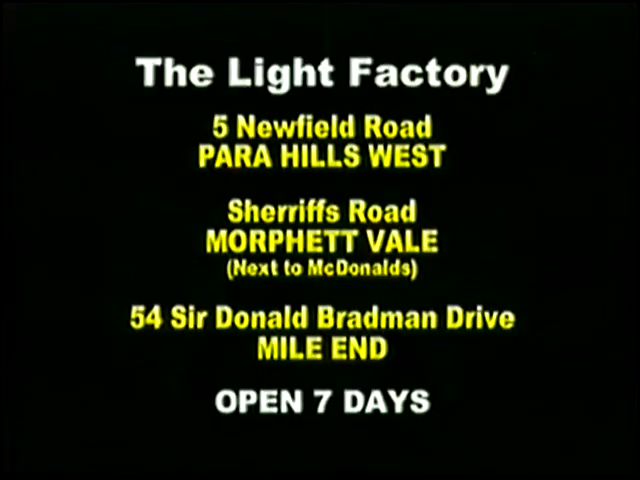 The Light Factory
5 Newfield Road
PARA HILLS WEST
Sherriffs Road
MORPHETT VALE
(Next to McDonalds)
54 Sir Donald Bradman Drive
MILE END
OPEN 7 DAYS